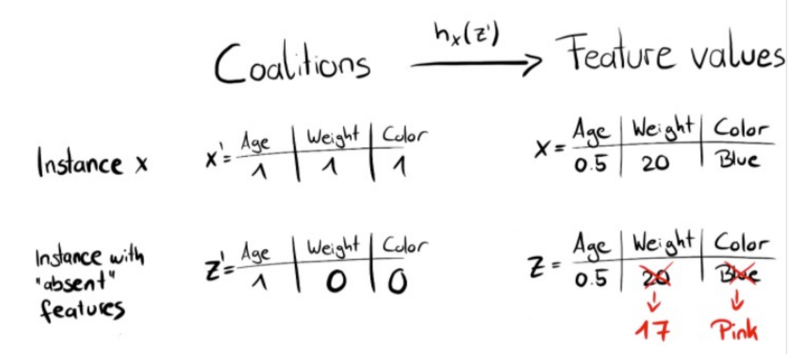 Coalitions hx(z') Feature values
Instance x x'= Age Weight Color x= Age Weight Color
1 1 1 0.5 20 Blue
Instance with "absent" features z'= Age Weight Color z= Age Weight Color
1 0 0 0.5 20 Blue
17 Pink